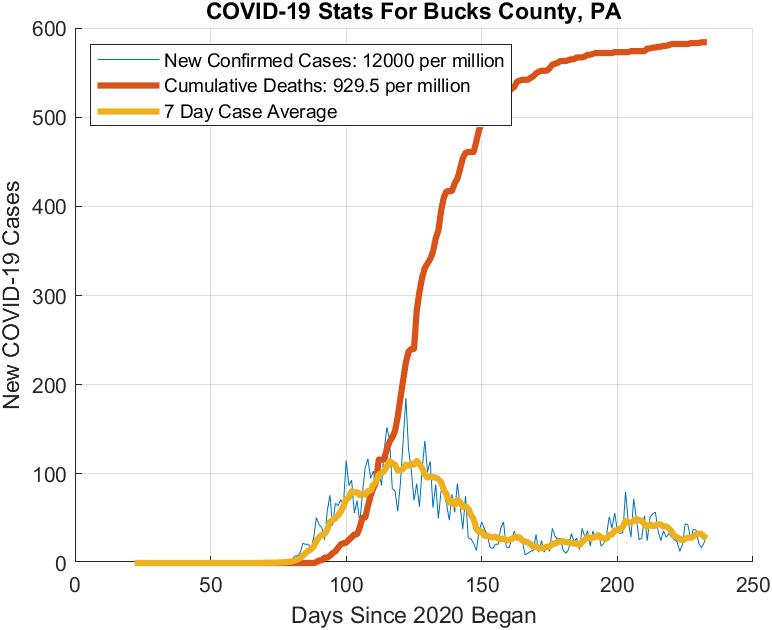 COVID-19 Stats For Bucks County, PA
600
New Confirmed Cases: 12000 per million
Cumulative Deaths: 929.5 per million
7 Day Case Average
500
400
300
200
100
0
New COVID-19 Cases
0 50 100 150 200 250
Days Since 2020 Began